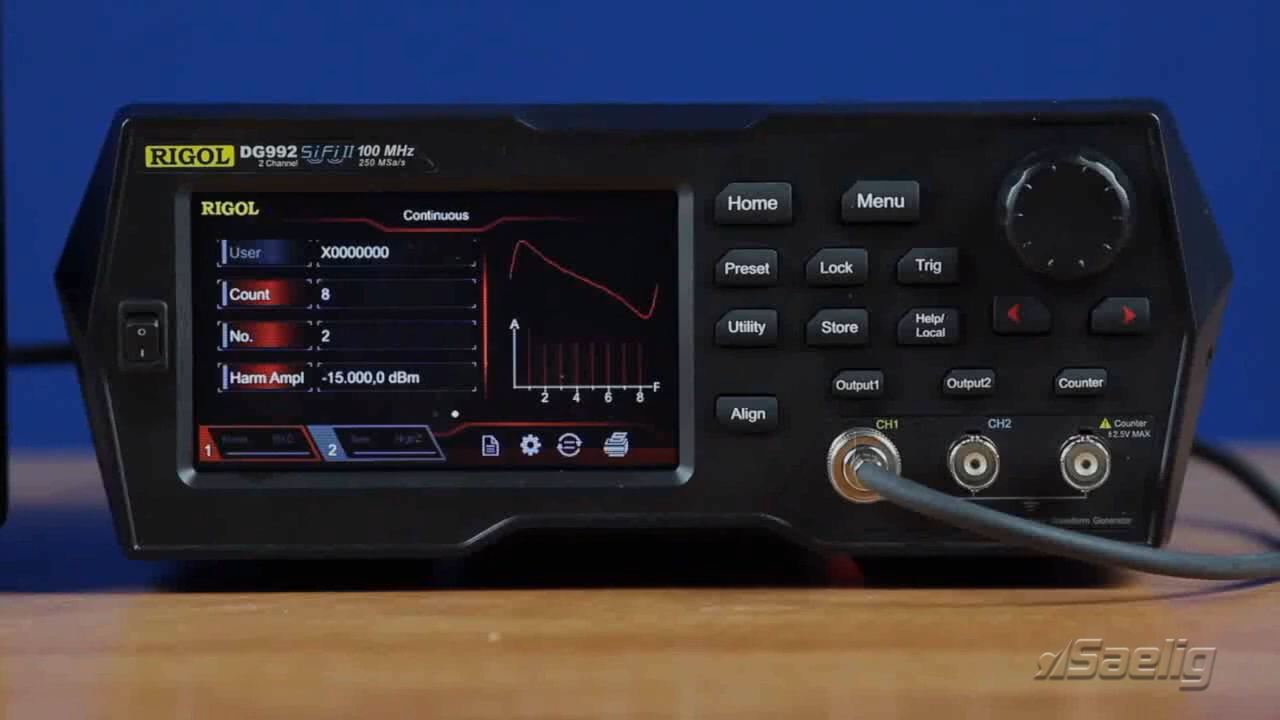 RIGOL DG992 SiFi II 100 MHz
2 Channel 250 MSa/s
RIGOL
Continuous
User X0000000
Count 8
No. 2
Harm Ampl -15.000,0 dBm
A
F
2 4 6 8
1
2
Home Menu
Preset Lock Trig
Utility Store Help/
Local
Output1 Output2 Counter
Align
CH1 CH2 Counter
±2.5V MAX
Waveform Generator
Saelig